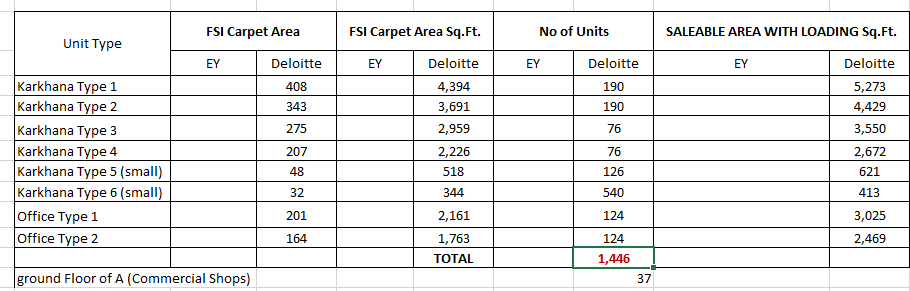 Unit Type FSI Carpet Area FSI Carpet Area Sq.Ft. No of Units SALEABLE AREA WITH LOADING Sq.Ft.
EY Deloitte EY Deloitte EY Deloitte EY Deloitte
Karkhana Type 1 408 4,394 190 5,273
Karkhana Type 2 343 3,691 190 4,429
Karkhana Type 3 275 2,959 76 3,550
Karkhana Type 4 207 2,226 76 2,672
Karkhana Type 5 (small) 48 518 126 621
Karkhana Type 6 (small) 32 344 540 413
Office Type 1 201 2,161 124 3,025
Office Type 2 164 1,763 124 2,469
TOTAL 1,446
ground Floor of A (Commercial Shops) 37